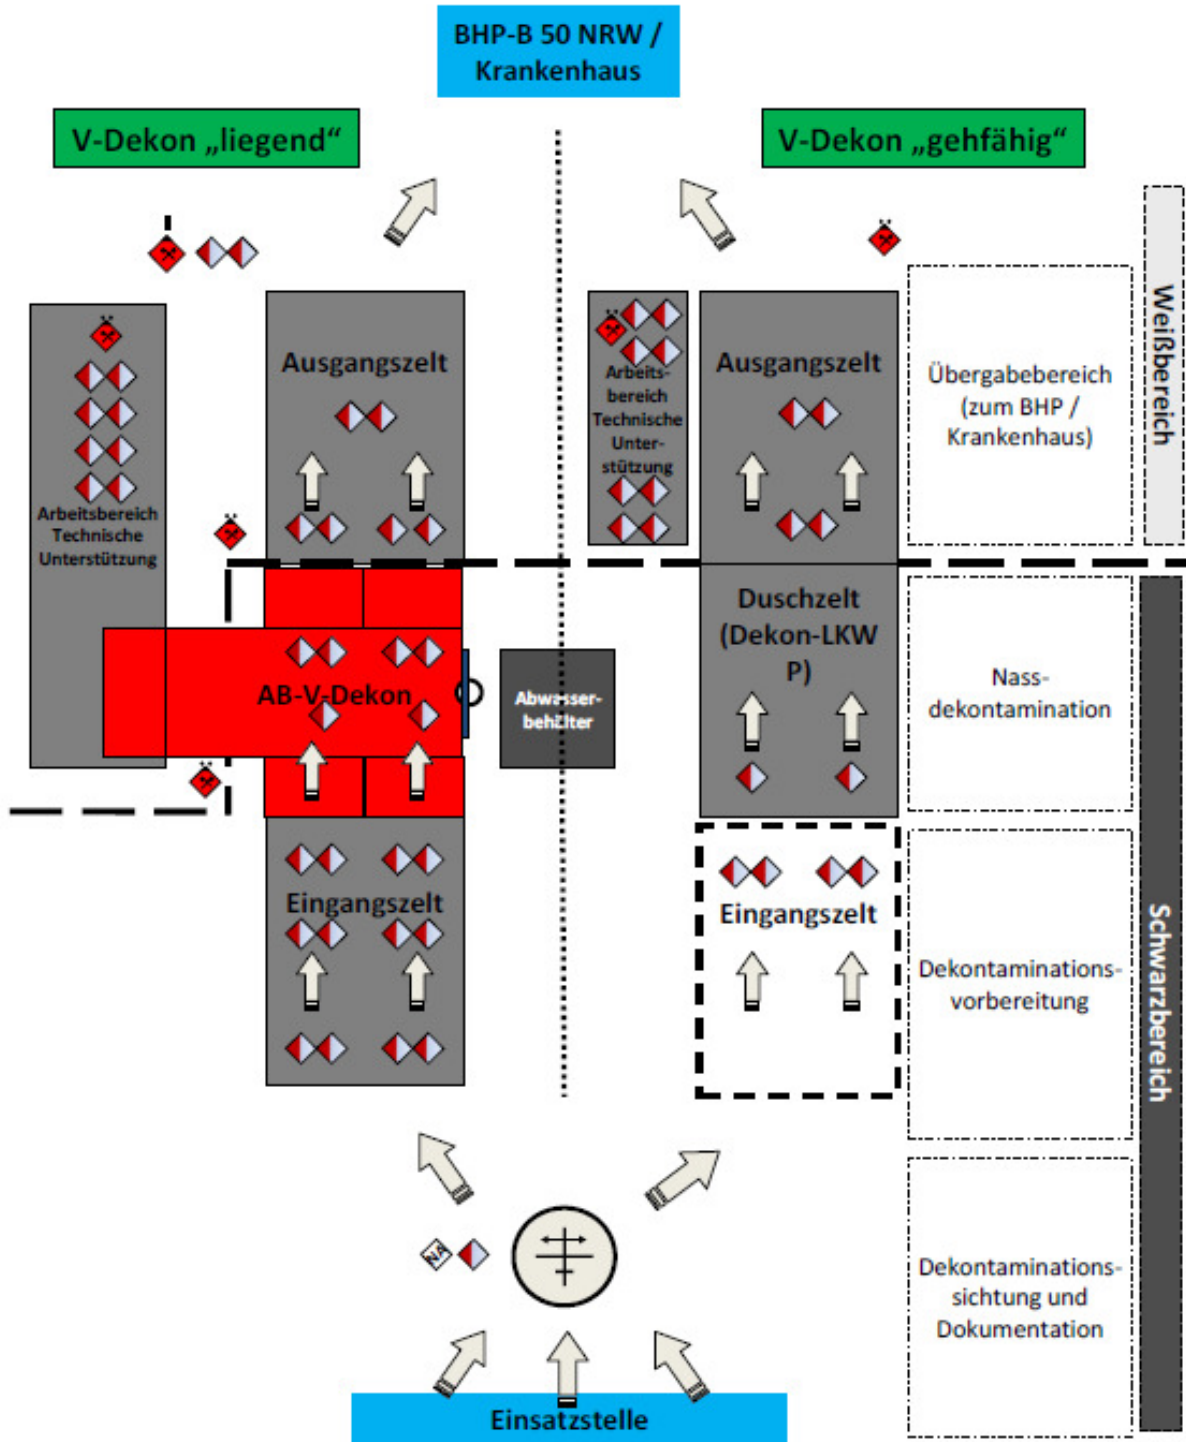 BHP-B 50 NRW /
Krankenhaus
V-Dekon „liegend“
V-Dekon „gehfähig“
Ausgangszelt
Arbeitsbereich
Technische
Unterstützung
AB-V-Dekon
Eingangszelt
Abwasser-
behälter
Arbeits-
bereich
Technische
Unter-
stützung
Ausgangszelt
Duschzelt
(Dekon-LKW
P)
Eingangszelt
Übergabebereich
(zum BHP /
Krankenhaus)
Nass-
dekontamination
Dekontaminations-
vorbereitung
Dekontaminations-
sichtung und
Dokumentation
Weißbereich
Schwarzbereich
NA
Einsatzstelle